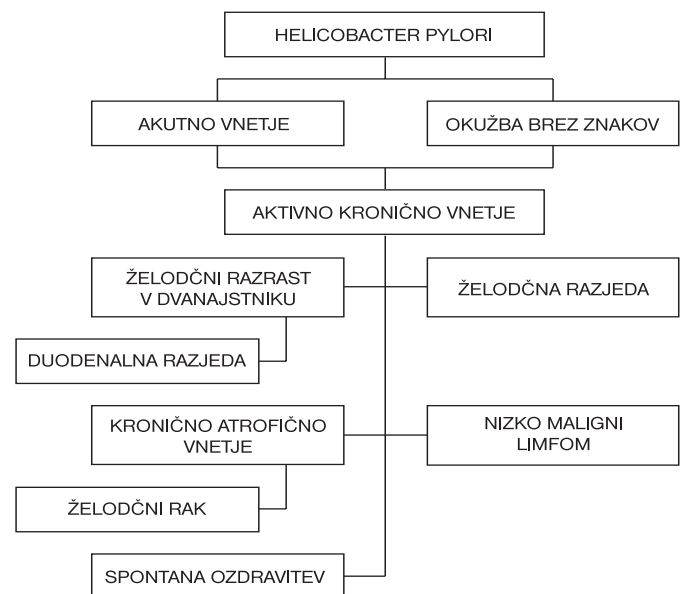 HELICOBACTER PYLORI
AKUTNO VNETJE
OKUŽBA BREZ ZNAKOV
AKTIVNO KRONIČNO VNETJE
ŽELODČNI RAZRAST
V DVANAJSTNIKU
ŽELODČNA RAZJEDA
DUODENALNA RAZJEDA
KRONIČNO ATROFIČNO
VNETJE
NIZKO MALIGNI
LIMFOM
ŽELODČNI RAK
SPONTANA OZDRAVITEV